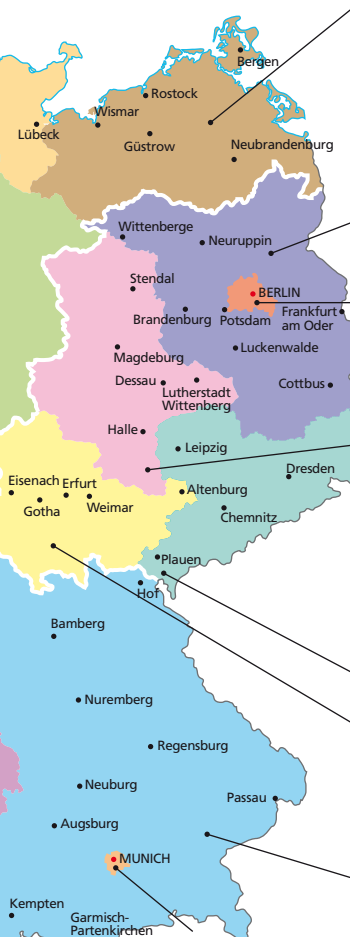 Bergen
Rostock
Wismar
Lübeck
Güstrow
Neubrandenburg
Wittenberge
Neuruppin
Stendal
BERLIN
Brandenburg
Potsdam
Frankfurt
am Oder
Magdeburg
Luckenwalde
Dessau
Lutherstadt
Wittenberg
Cottbus
Halle
Leipzig
Dresden
Eisenach
Erfurt
Altenburg
Gotha
Weimar
Chemnitz
Plauen
Hof
Bamberg
Nuremberg
Regensburg
Neuburg
Passau
Augsburg
MUNICH
Kempten
Garmisch-
Partenkirchen